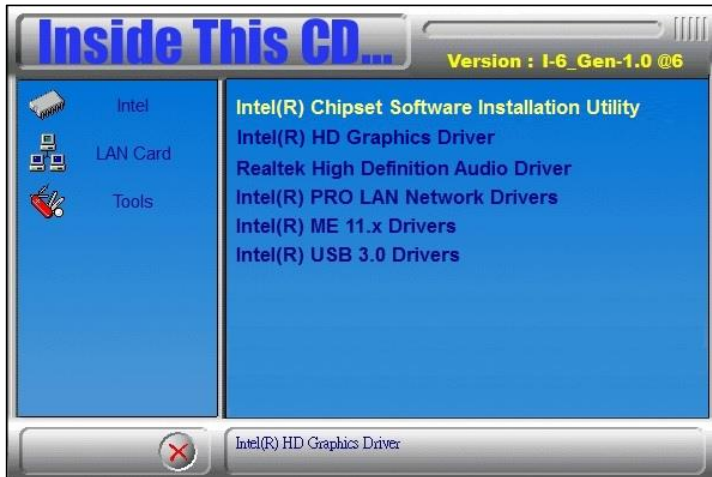 Inside This CD...
Version : I-6_Gen-1.0 @6
Intel
LAN Card
Tools
Intel(R) Chipset Software Installation Utility
Intel(R) HD Graphics Driver
Realtek High Definition Audio Driver
Intel(R) PRO LAN Network Drivers
Intel(R) ME 11.x Drivers
Intel(R) USB 3.0 Drivers
Intel(R) HD Graphics Driver